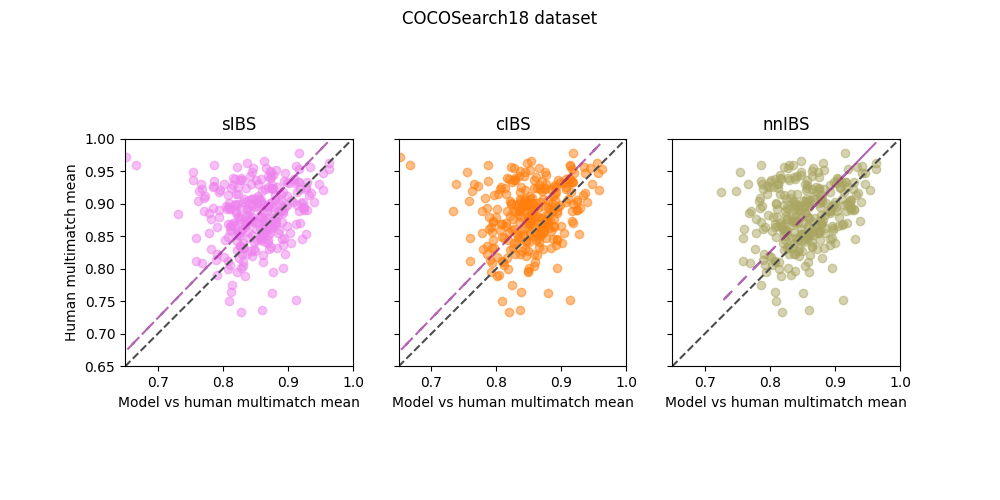 COCOSearch18 dataset
sIBS
cIBS
nnIBS
Human multimatch mean
1.00
0.95
0.90
0.85
0.80
0.75
0.70
0.65
0.7 0.8 0.9 1.0
0.7 0.8 0.9 1.0
0.7 0.8 0.9 1.0
Model vs human multimatch mean
Model vs human multimatch mean
Model vs human multimatch mean